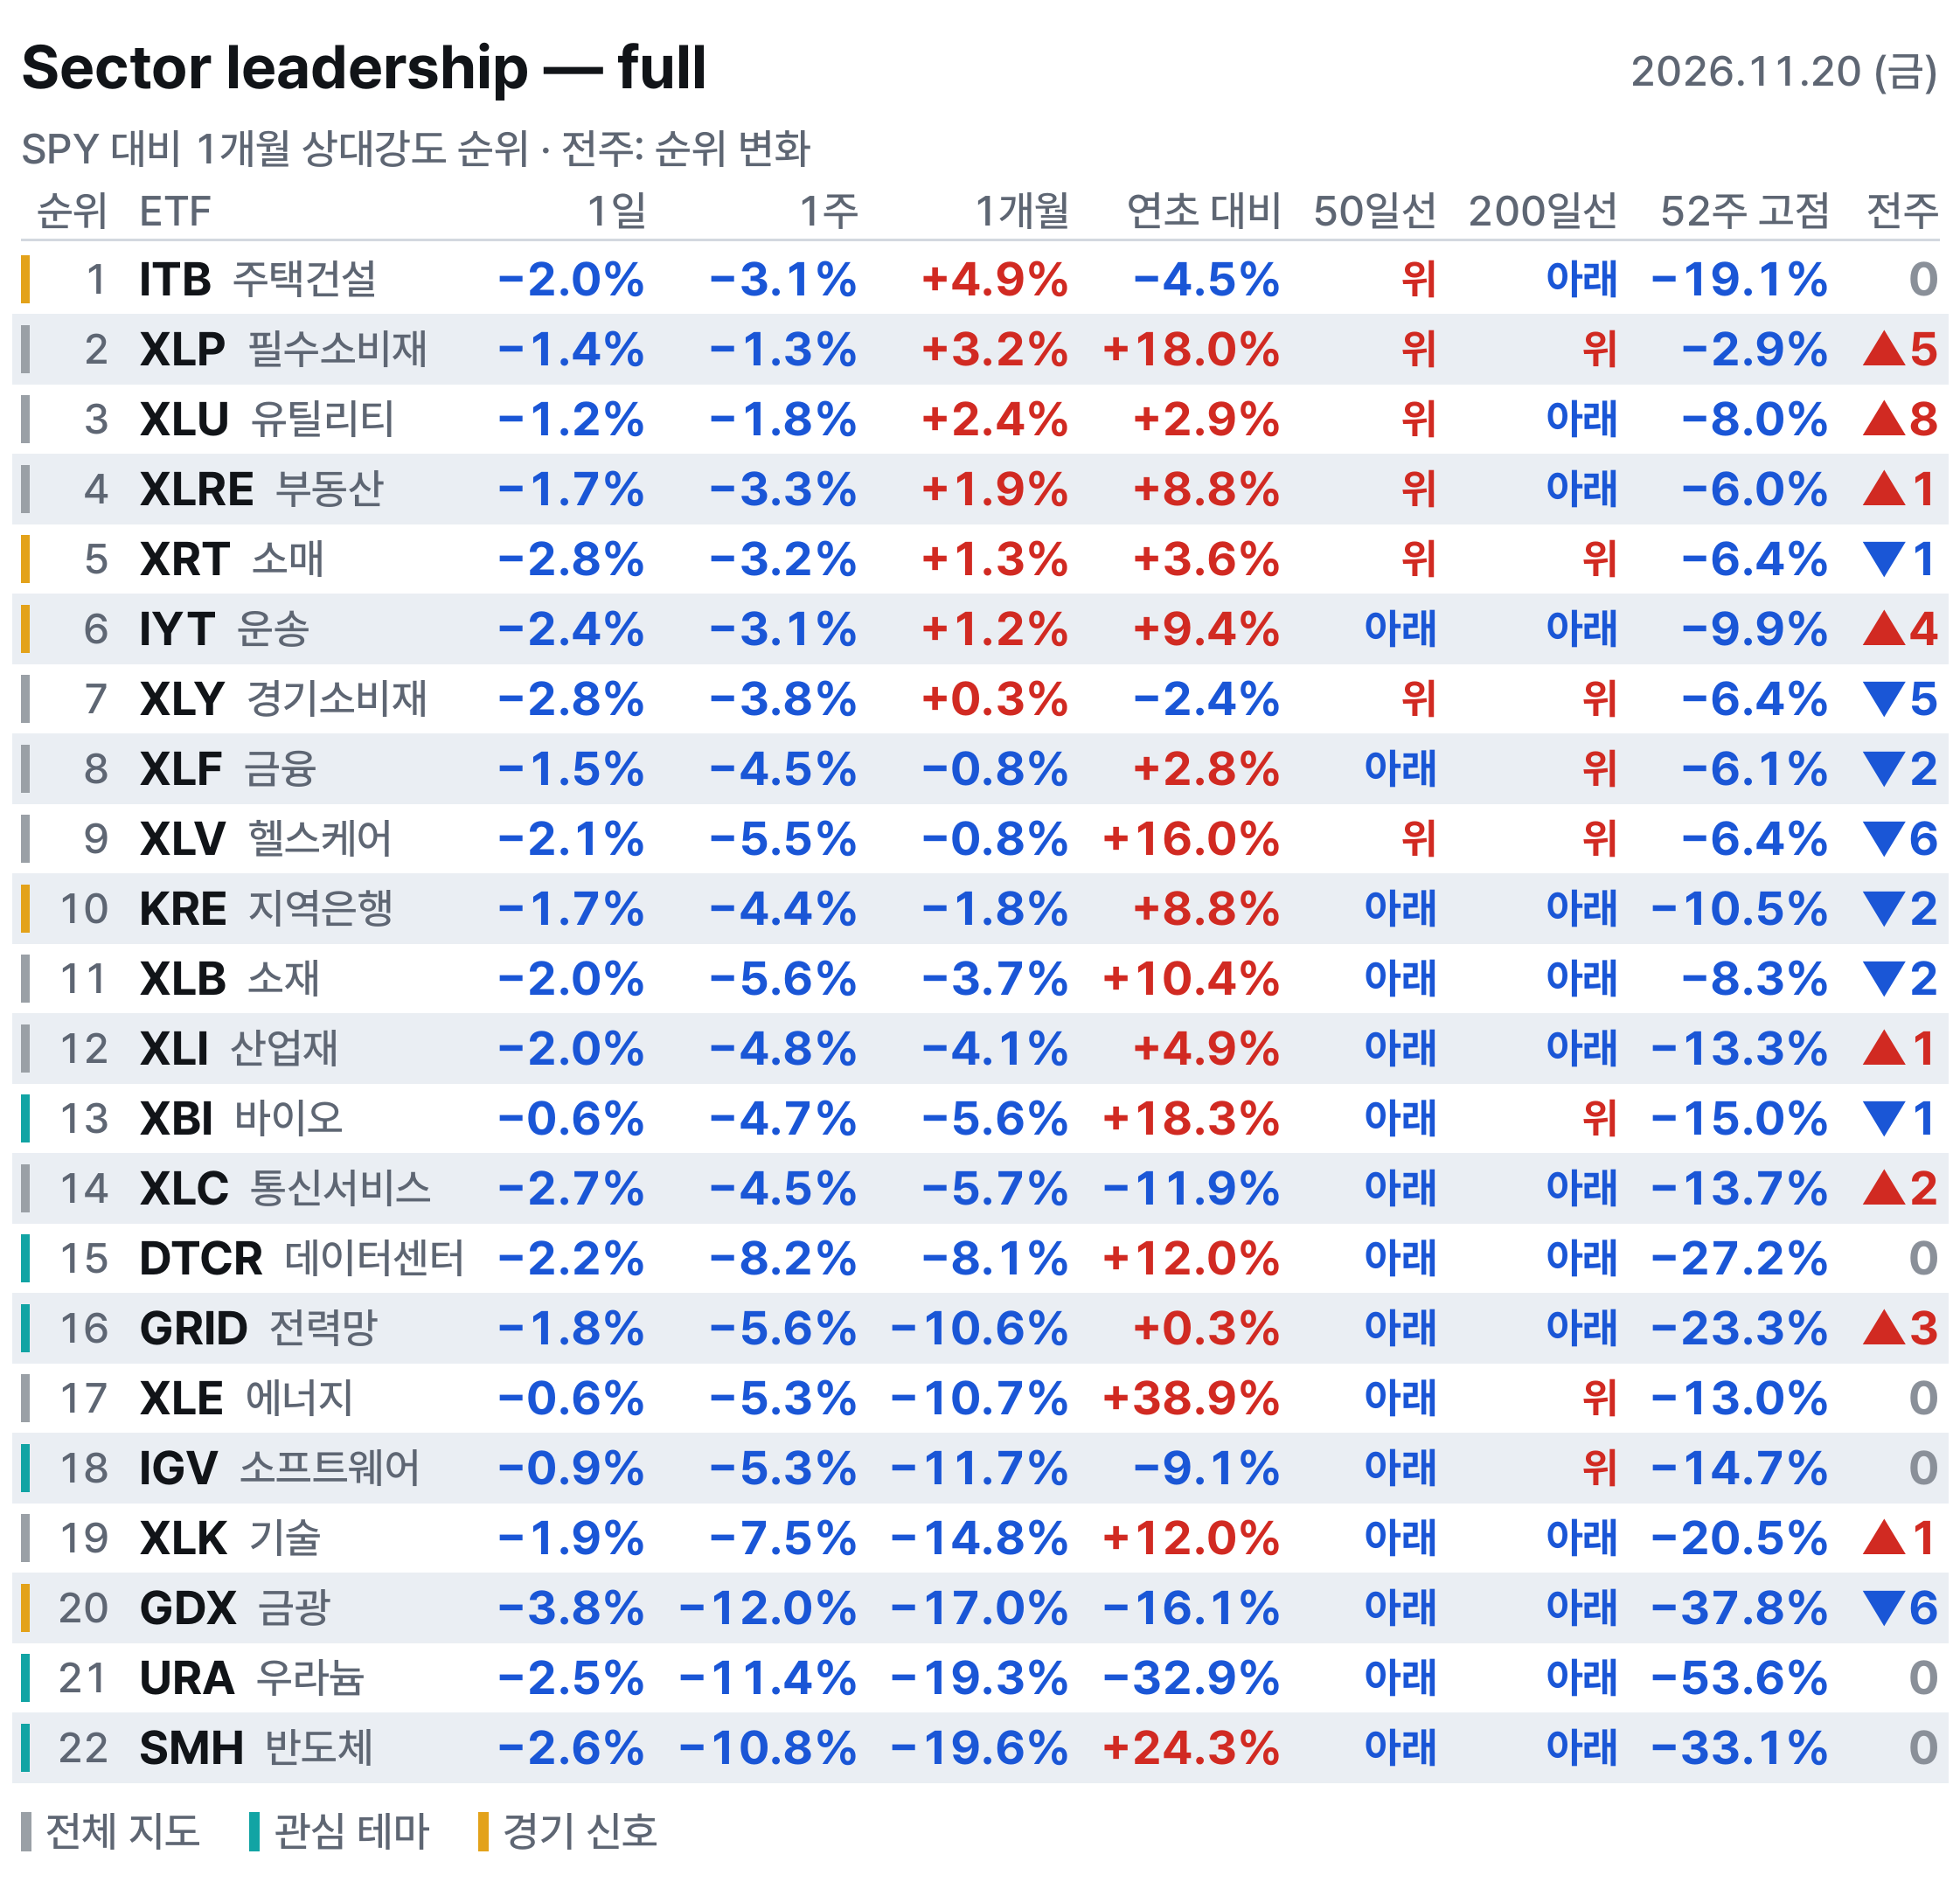 Sector leadership — full
2026.11.20 (금)
SPY 대비 1개월 상대강도 순위 · 전주: 순위 변화
순위 ETF 1일 1주 1개월 연초 대비 50일선 200일선 52주 고점 전주
1 ITB 주택건설 −2.0% −3.1% +4.9% −4.5% 위 아래 −19.1% 0
2 XLP 필수소비재 −1.4% −1.3% +3.2% +18.0% 위 위 −2.9% ▲5
3 XLU 유틸리티 −1.2% −1.8% +2.4% +2.9% 위 아래 −8.0% ▲8
4 XLRE 부동산 −1.7% −3.3% +1.9% +8.8% 위 아래 −6.0% ▲1
5 XRT 소매 −2.8% −3.2% +1.3% +3.6% 위 위 −6.4% ▼1
6 IYT 운송 −2.4% −3.1% +1.2% +9.4% 아래 아래 −9.9% ▲4
7 XLY 경기소비재 −2.8% −3.8% +0.3% −2.4% 위 위 −6.4% ▼5
8 XLF 금융 −1.5% −4.5% −0.8% +2.8% 아래 위 −6.1% ▼2
9 XLV 헬스케어 −2.1% −5.5% −0.8% +16.0% 위 위 −6.4% ▼6
10 KRE 지역은행 −1.7% −4.4% −1.8% +8.8% 아래 아래 −10.5% ▼2
11 XLB 소재 −2.0% −5.6% −3.7% +10.4% 아래 아래 −8.3% ▼2
12 XLI 산업재 −2.0% −4.8% −4.1% +4.9% 아래 아래 −13.3% ▲1
13 XBI 바이오 −0.6% −4.7% −5.6% +18.3% 아래 위 −15.0% ▼1
14 XLC 통신서비스 −2.7% −4.5% −5.7% −11.9% 아래 아래 −13.7% ▲2
15 DTCR 데이터센터 −2.2% −8.2% −8.1% +12.0% 아래 아래 −27.2% 0
16 GRID 전력망 −1.8% −5.6% −10.6% +0.3% 아래 아래 −23.3% ▲3
17 XLE 에너지 −0.6% −5.3% −10.7% +38.9% 아래 위 −13.0% 0
18 IGV 소프트웨어 −0.9% −5.3% −11.7% −9.1% 아래 위 −14.7% 0
19 XLK 기술 −1.9% −7.5% −14.8% +12.0% 아래 아래 −20.5% ▲1
20 GDX 금광 −3.8% −12.0% −17.0% −16.1% 아래 아래 −37.8% ▼6
21 URA 우라늄 −2.5% −11.4% −19.3% −32.9% 아래 아래 −53.6% 0
22 SMH 반도체 −2.6% −10.8% −19.6% +24.3% 아래 아래 −33.1% 0
전체 지도 관심 테마 경기 신호